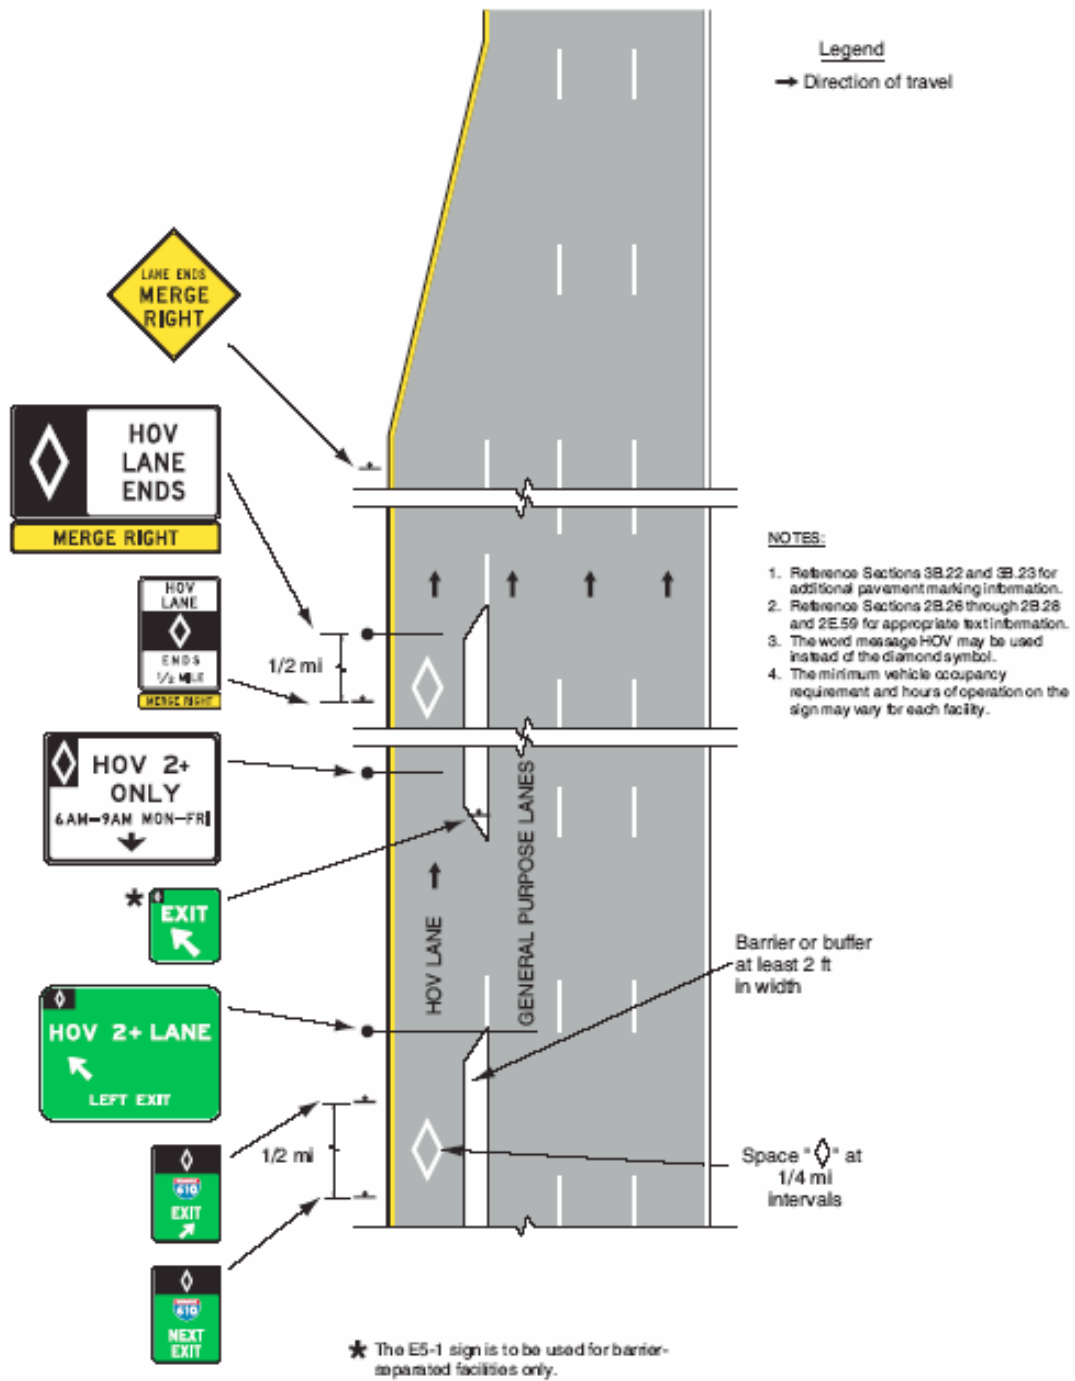 Legend
Direction of travel
LANE ENDS
MERGE
RIGHT
HOV
LANE
ENDS
MERGE RIGHT
HOV
LANE
ENDS
1/2 MILE
MERGE RIGHT
1/2 mi
HOV 2+
ONLY
6AM–9AM MON–FRI
* EXIT
HOV 2+ LANE
LEFT EXIT
610
EXIT
1/2 mi
610
NEXT
EXIT
HOV LANE
GENERAL PURPOSE LANES
NOTES:
1. Reference Sections 3B.22 and 3B.23 for
additional pavement marking information.
2. Reference Sections 2B.26 through 2B.28
and 2E.59 for appropriate text information.
3. The word message HOV may be used
instead of the diamond symbol.
4. The minimum vehicle occupancy
requirement and hours of operation on the
sign may vary for each facility.
Barrier or buffer
at least 2 ft
in width
Space "◊" at
1/4 mi
intervals
* The E5-1 sign is to be used for barrier-
separated facilities only.